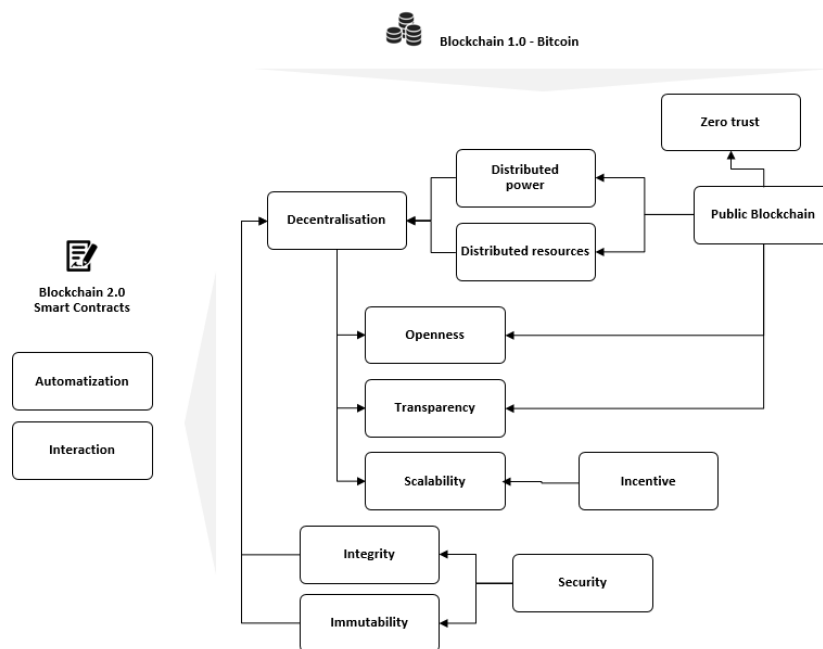 Blockchain 1.0 - Bitcoin
Zero trust
Distributed
power
Public Blockchain
Decentralisation
Distributed resources
Blockchain 2.0
Smart Contracts
Openness
Automatization
Transparency
Interaction
Scalability
Incentive
Integrity
Security
Immutability